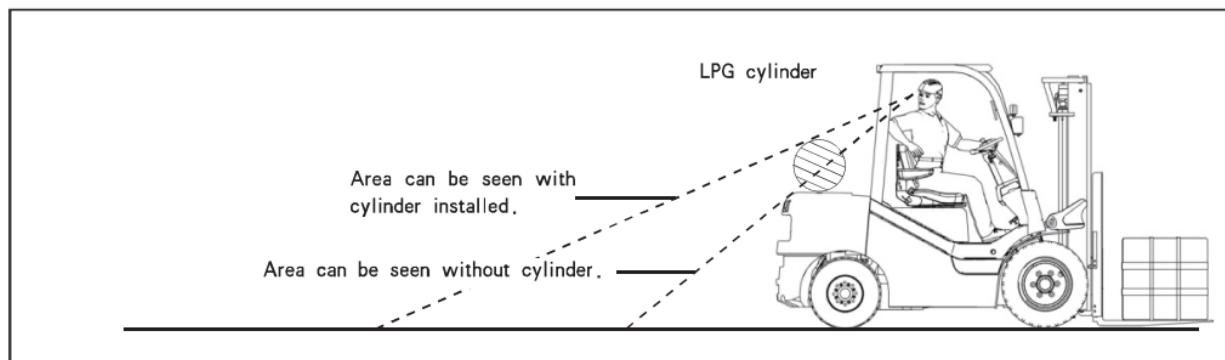 LPG cylinder
Area can be seen with
cylinder installed.
Area can be seen without cylinder.